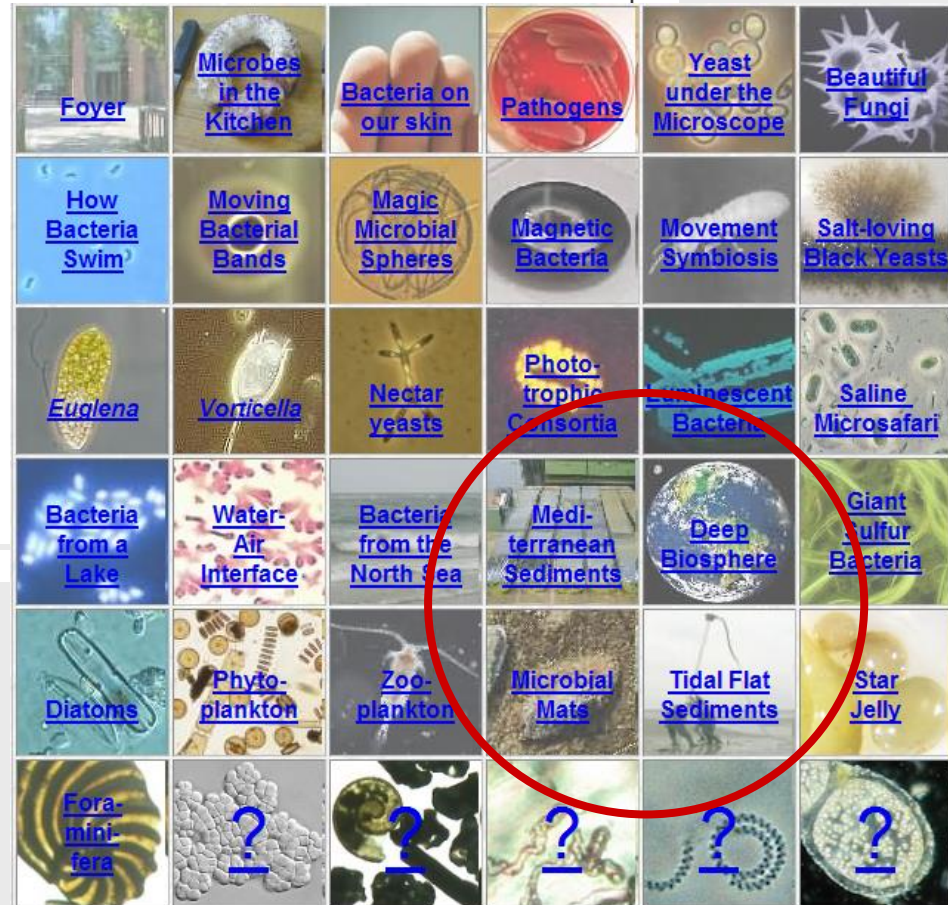 Foyer
Microbes
in the
Kitchen
Bacteria on
our skin
Pathogens
Yeast
under the
Microscope
Beautiful
Fungi
How
Bacteria
Swim
Moving
Bacterial
Bands
Magic
Microbial
Spheres
Magnetic
Bacteria
Movement
Symbiosis
Salt-loving
Black Yeasts
Euglena
Vorticella
Nectar
yeasts
Photo-
trophic
Consortia
Luminescent
Bacteria
Saline
Microsafari
Bacteria
from a
Lake
Water-
Air
Interface
Bacteria
from the
North Sea
Medi-
terranean
Sediments
Deep
Biosphere
Giant
Sulfur
Bacteria
Diatoms
Phyto-
plankton
Zoo-
plankton
Microbial
Mats
Tidal Flat
Sediments
Star
Jelly
Fora-
mini-
fera
?
?
?
?
?